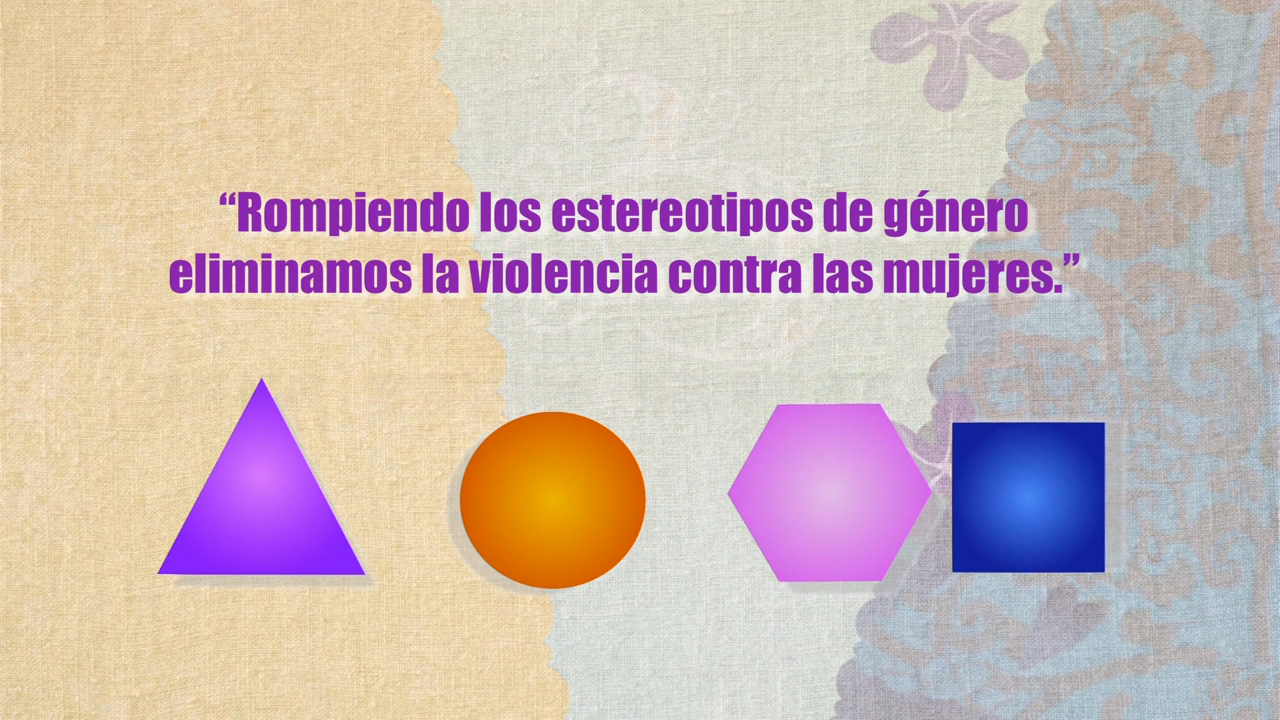 “Rompiendo los estereotipos de género
eliminamos la violencia contra las mujeres.”